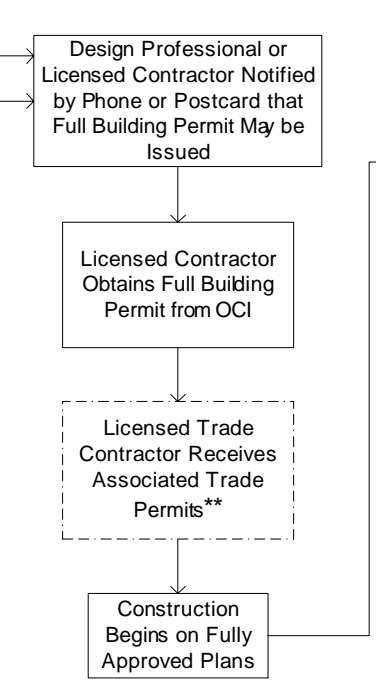 Design Professional or
Licensed Contractor Notified
by Phone or Postcard that
Full Building Permit May be
Issued
Licensed Contractor
Obtains Full Building
Permit from OCI
Licensed Trade
Contractor Receives
Associated Trade
Permits**
Construction
Begins on Fully
Approved Plans